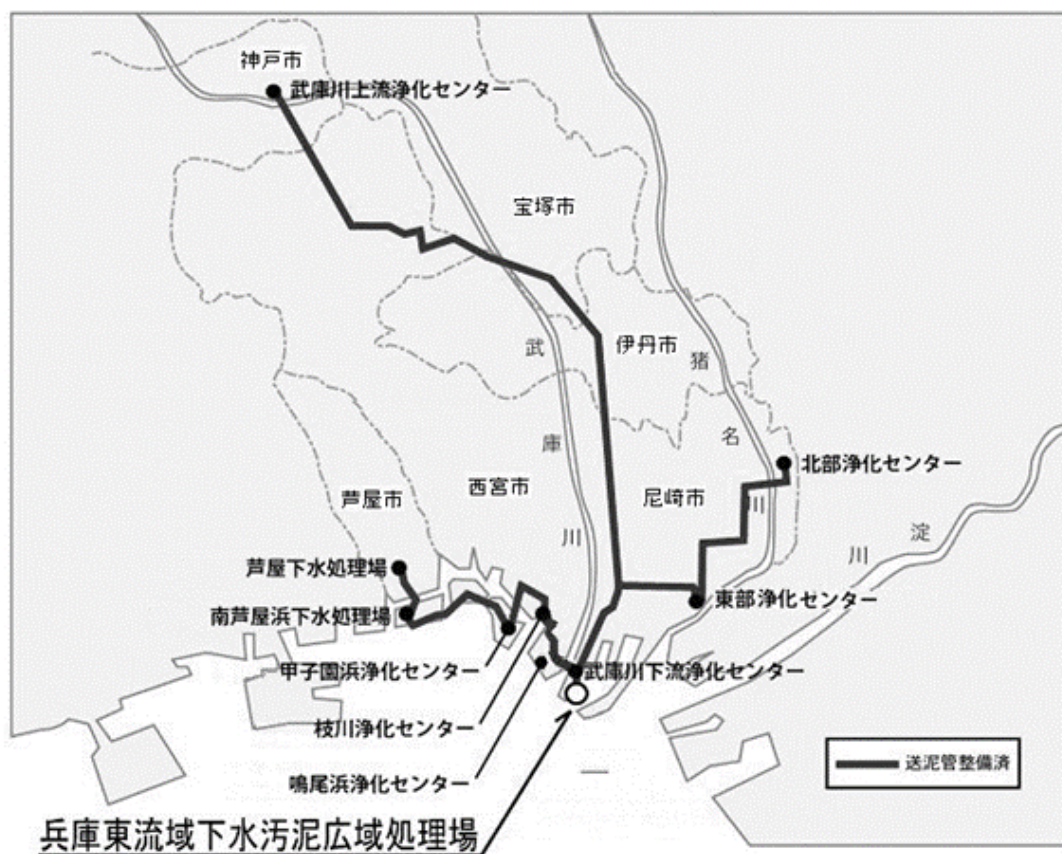 神戸市
武庫川上流浄化センター
宝塚市
伊丹市
武庫川
猪名川
北部浄化センター
西宮市
芦屋市
尼崎市
淀川
芦屋下水処理場
東部浄化センター
南芦屋浜下水処理場
甲子園浜浄化センター
武庫川下流浄化センター
枝川浄化センター
鳴尾浜浄化センター
送泥管整備済
兵庫東流域下水汚泥広域処理場